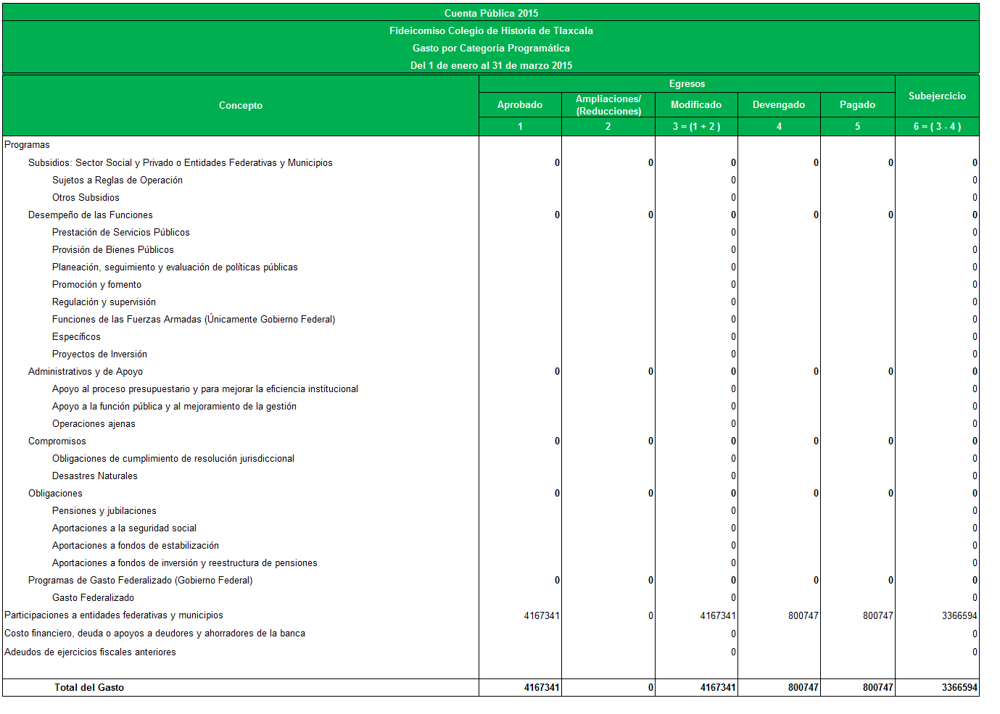 Cuenta Pública 2015
Fideicomiso Colegio de Historia de Tlaxcala
Gasto por Categoría Programática
Del 1 de enero al 31 de marzo 2015
Concepto
Egresos
Subejercicio
Aprobado Ampliaciones/ (Reducciones) Modificado Devengado Pagado
1 2 3 = (1 + 2 ) 4 5 6 = ( 3 - 4 )
Programas
Subsidios: Sector Social y Privado o Entidades Federativas y Municipios 0 0 0 0 0 0
Sujetos a Reglas de Operación 0 0
Otros Subsidios 0 0
Desempeño de las Funciones 0 0 0 0 0 0
Prestación de Servicios Públicos 0 0
Provisión de Bienes Públicos 0 0
Planeación, seguimiento y evaluación de políticas públicas 0 0
Promoción y fomento 0 0
Regulación y supervisión 0 0
Funciones de las Fuerzas Armadas (Únicamente Gobierno Federal) 0 0
Específicos 0 0
Proyectos de Inversión 0 0
Administrativos y de Apoyo 0 0 0 0 0 0
Apoyo al proceso presupuestario y para mejorar la eficiencia institucional 0 0
Apoyo a la función pública y al mejoramiento de la gestión 0 0
Operaciones ajenas 0 0
Compromisos 0 0 0 0 0 0
Obligaciones de cumplimiento de resolución jurisdiccional 0 0
Desastres Naturales 0 0
Obligaciones 0 0 0 0 0 0
Pensiones y jubilaciones 0 0
Aportaciones a la seguridad social 0 0
Aportaciones a fondos de estabilización 0 0
Aportaciones a fondos de inversión y reestructura de pensiones 0 0
Programas de Gasto Federalizado (Gobierno Federal) 0 0 0 0 0 0
Gasto Federalizado 0 0
Participaciones a entidades federativas y municipios 4167341 0 4167341 800747 800747 3366594
Costo financiero, deuda o apoyos a deudores y ahorradores de la banca 0 0
Adeudos de ejercicios fiscales anteriores 0 0
Total del Gasto 4167341 0 4167341 800747 800747 3366594